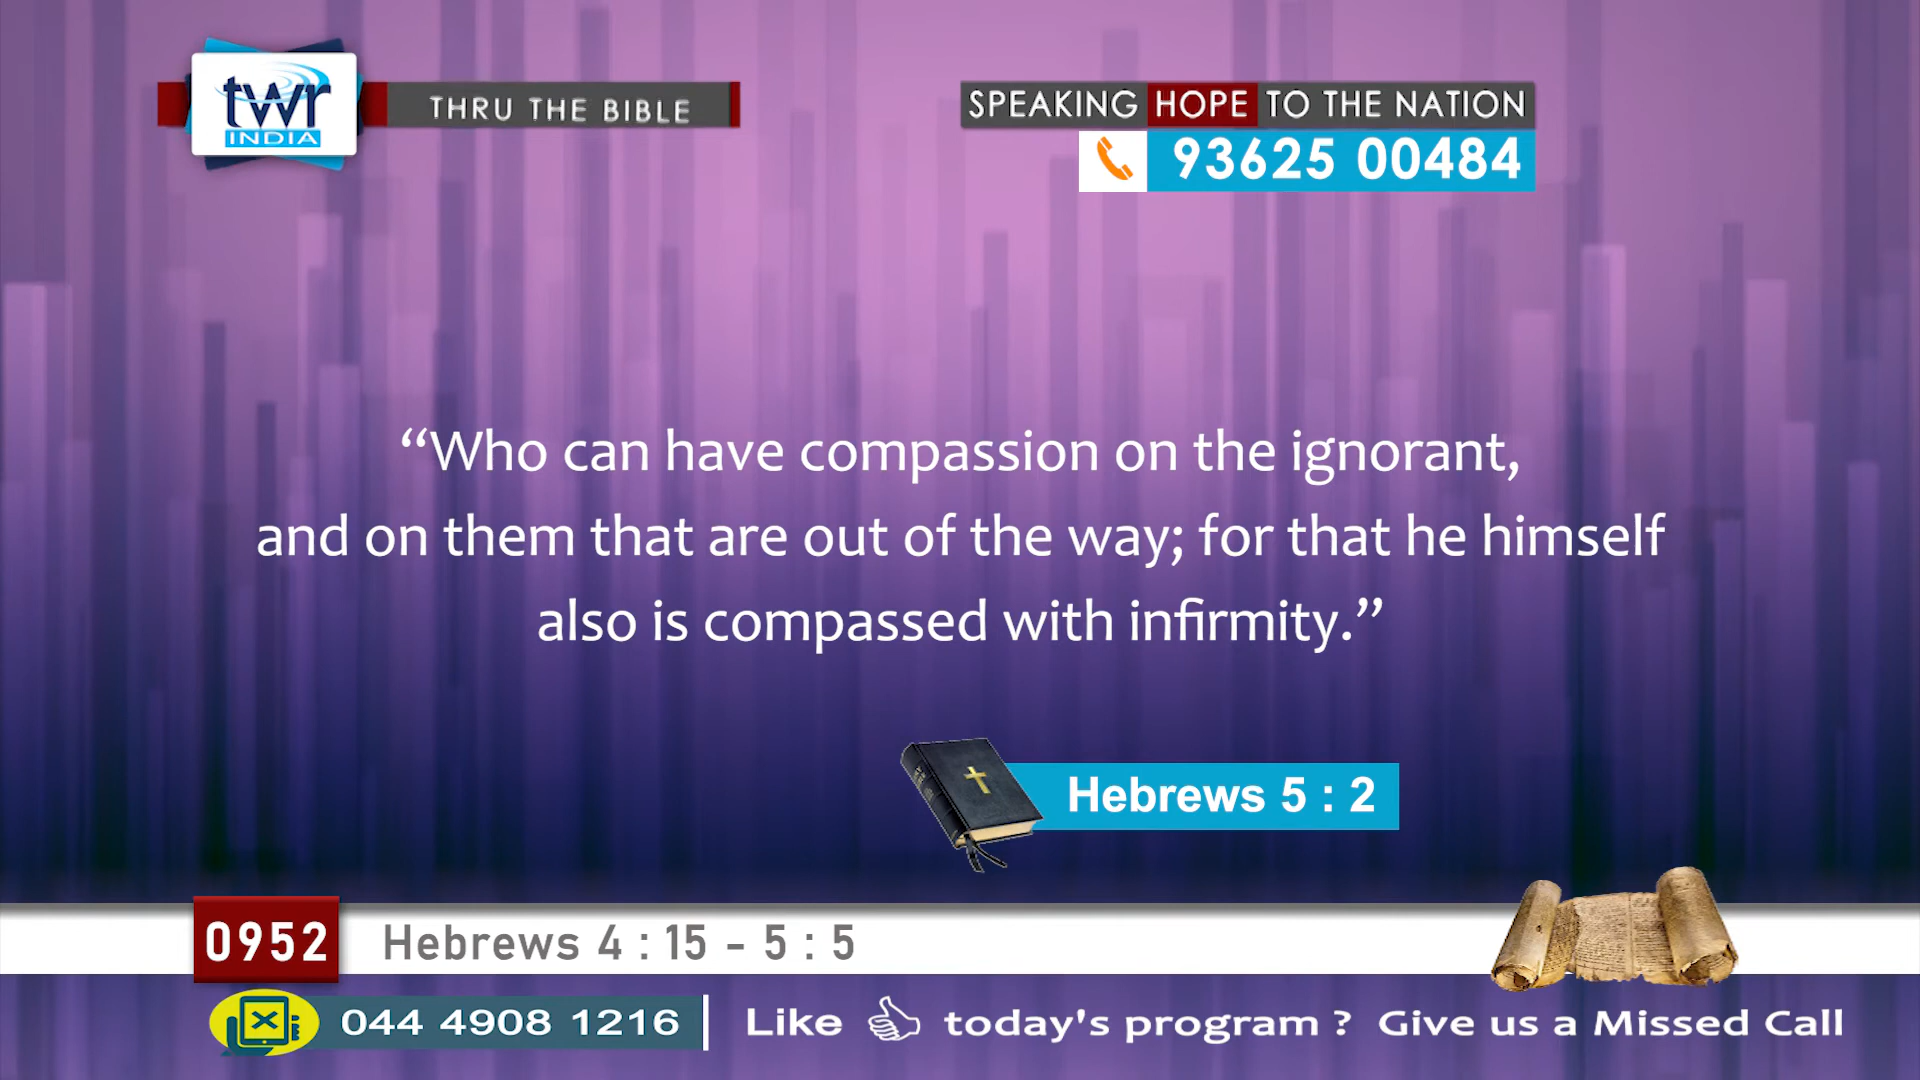 twr
INDIA
THRU THE BIBLE
SPEAKING HOPE TO THE NATION
93625 00484
“Who can have compassion on the ignorant,
and on them that are out of the way; for that he himself
also is compassed with infirmity.”
Hebrews 5 : 2
0952
Hebrews 4 : 15 - 5 : 5
044 4908 1216
Like today's program ? Give us a Missed Call